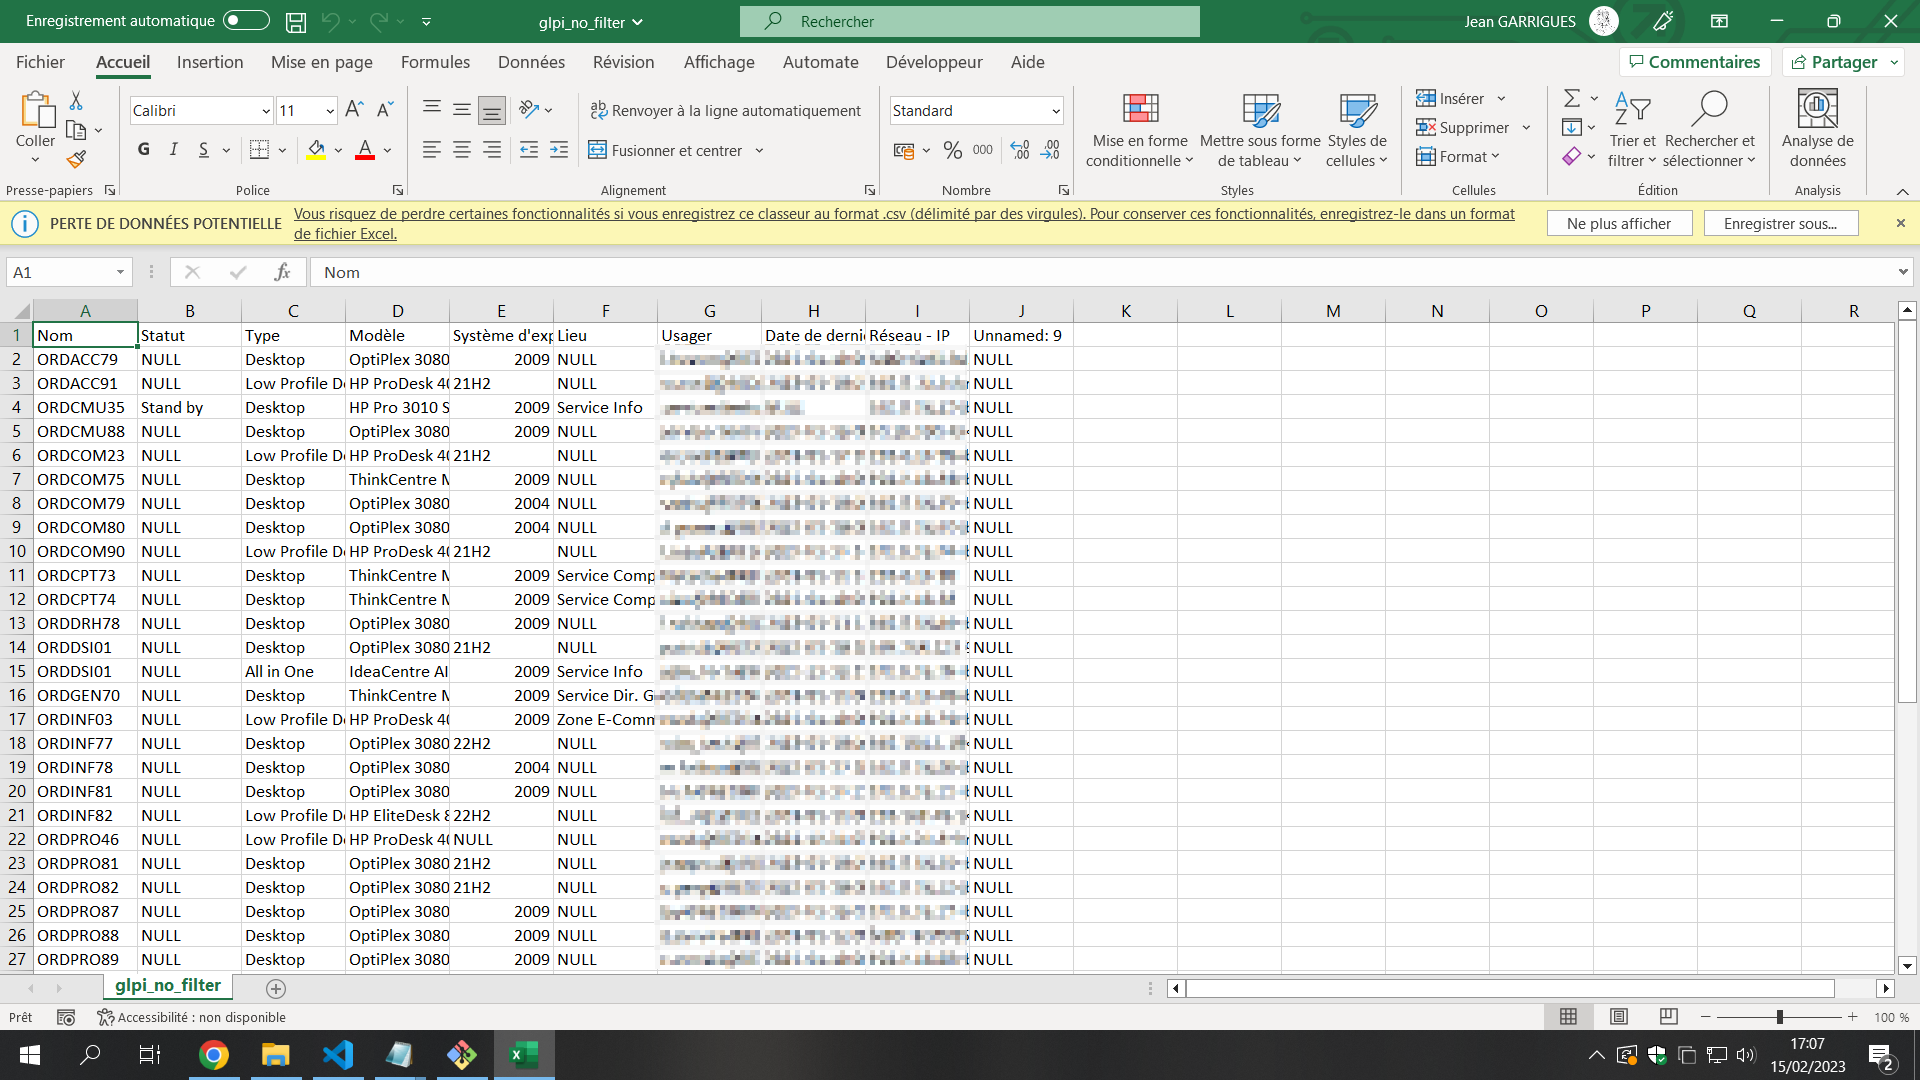 Enregistrement automatique glpi_no_filter Rechercher Jean GARRIGUES
Fichier Accueil Insertion Mise en page Formules Données Révision Affichage Automate Développeur Aide Commentaires Partager
Coller Calibri 11 Renvoyer à la ligne automatiquement Standard Mise en forme conditionnelle Mettre sous forme de tableau Styles de cellules Insérer Trier et filtrer Rechercher et sélectionner Analyse de données
Supprimer
G I S A Fusionner et centrer % 000 Format
Presse-papiers Police Alignement Nombre Styles Cellules Édition Analysis
PERTE DE DONNÉES POTENTIELLE Vous risquez de perdre certaines fonctionnalités si vous enregistrez ce classeur au format .csv (délimité par des virgules). Pour conserver ces fonctionnalités, enregistrez-le dans un format Ne plus afficher Enregistrer sous...
de fichier Excel.
A1 fx Nom
A B C D E F G H I J K L M N O P Q R
1 Nom Statut Type Modèle Système d'exp Lieu Usager Date de derniè Réseau - IP Unnamed: 9
2 ORDACC79 NULL Desktop OptiPlex 3080 2009 NULL NULL
3 ORDACC91 NULL Low Profile De HP ProDesk 40 21H2 NULL NULL
4 ORDCMU35 Stand by Desktop HP Pro 3010 S 2009 Service Info NULL
5 ORDCMU88 NULL Desktop OptiPlex 3080 2009 NULL NULL
6 ORDCOM23 NULL Low Profile De HP ProDesk 40 21H2 NULL NULL
7 ORDCOM75 NULL Desktop ThinkCentre M 2009 NULL NULL
8 ORDCOM79 NULL Desktop OptiPlex 3080 2004 NULL NULL
9 ORDCOM80 NULL Desktop OptiPlex 3080 2004 NULL NULL
10 ORDCOM90 NULL Low Profile De HP ProDesk 40 21H2 NULL NULL
11 ORDCPT73 NULL Desktop ThinkCentre M 2009 Service Comp NULL
12 ORDCPT74 NULL Desktop ThinkCentre M 2009 Service Comp NULL
13 ORDDRH78 NULL Desktop OptiPlex 3080 2009 NULL NULL
14 ORDDSI01 NULL Desktop OptiPlex 3080 21H2 NULL NULL
15 ORDDSI01 NULL All in One IdeaCentre AI 2009 Service Info NULL
16 ORDGEN70 NULL Desktop ThinkCentre M 2009 Service Dir. G NULL
17 ORDINF03 NULL Low Profile De HP ProDesk 40 2009 Zone E-Comm NULL
18 ORDINF77 NULL Desktop OptiPlex 3080 22H2 NULL NULL
19 ORDINF78 NULL Desktop OptiPlex 3080 2004 NULL NULL
20 ORDINF81 NULL Desktop OptiPlex 3080 2009 NULL NULL
21 ORDINF82 NULL Low Profile De HP EliteDesk 8 22H2 NULL NULL
22 ORDPRO46 NULL Low Profile De HP ProDesk 40 NULL NULL NULL
23 ORDPRO81 NULL Desktop OptiPlex 3080 21H2 NULL NULL
24 ORDPRO82 NULL Desktop OptiPlex 3080 21H2 NULL NULL
25 ORDPRO87 NULL Desktop OptiPlex 3080 2009 NULL NULL
26 ORDPRO88 NULL Desktop OptiPlex 3080 2009 NULL NULL
27 ORDPRO89 NULL Desktop OptiPlex 3080 2009 NULL NULL
glpi_no_filter
Prêt Accessibilité : non disponible 100 %
17:07
15/02/2023 2